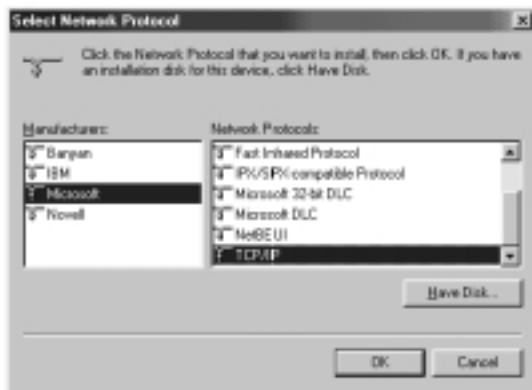 Select Network Protocol
Click the Network Protocol that you want to install, then click OK. If you have
an installation disk for this device, click Have Disk.
Manufacturers:
Banyan
IBM
Microsoft
Novell
Network Protocols:
Fast Infrared Protocol
IPX/SPX-compatible Protocol
Microsoft 32-bit DLC
Microsoft DLC
NetBEUI
TCP/IP
Have Disk...
OK
Cancel